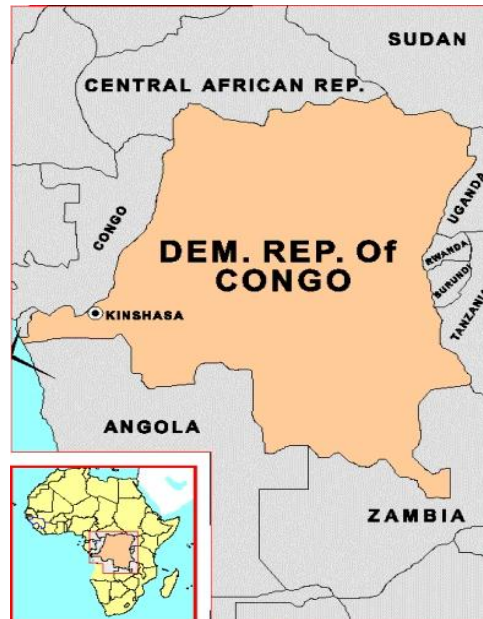 SUDAN
CENTRAL AFRICAN REP.
UGANDA
CONGO
DEM. REP. Of
CONGO
RWANDA
BURUNDI
TANZANIA
KINSHASA
ANGOLA
ZAMBIA